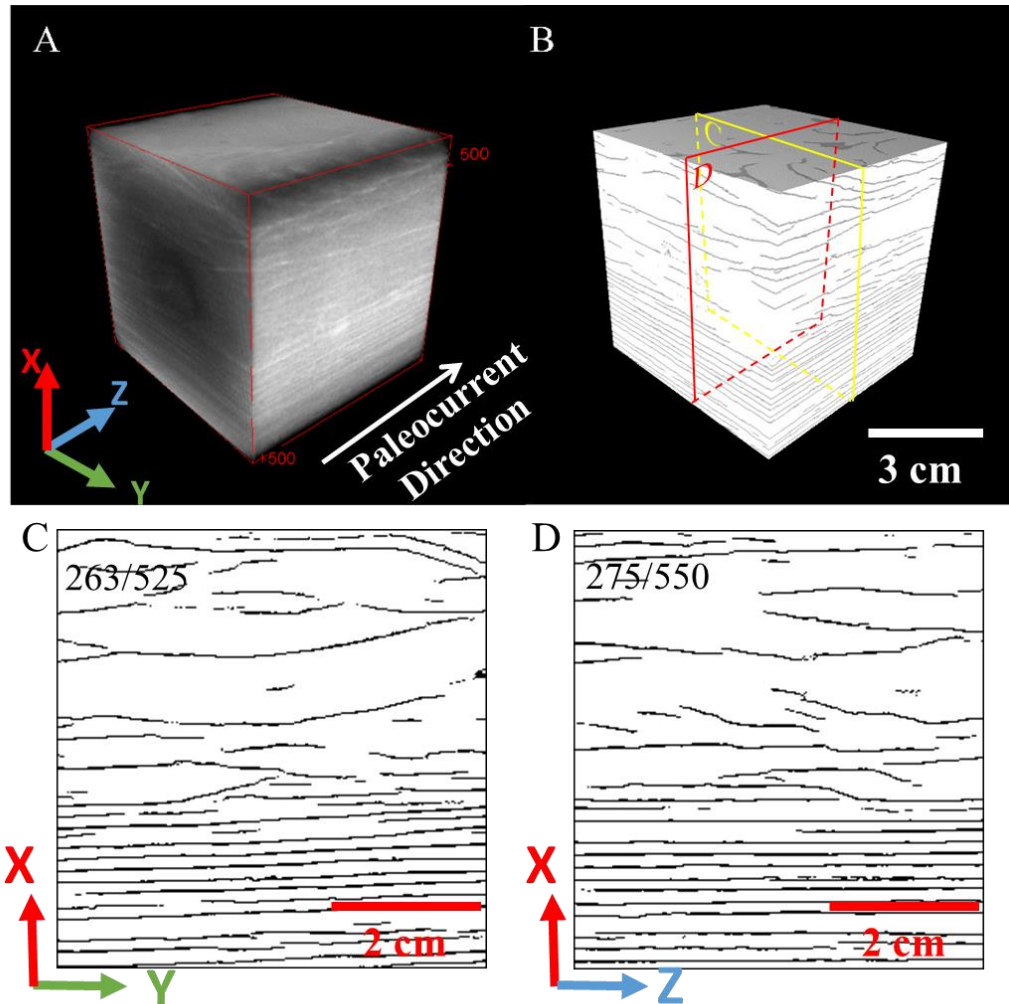 A
B
500
C
D
X
Z
Y
+500
Paleocurrent
Direction
3 cm
C
263/525
D
275/550
X
2 cm
Y
X
2 cm
Z